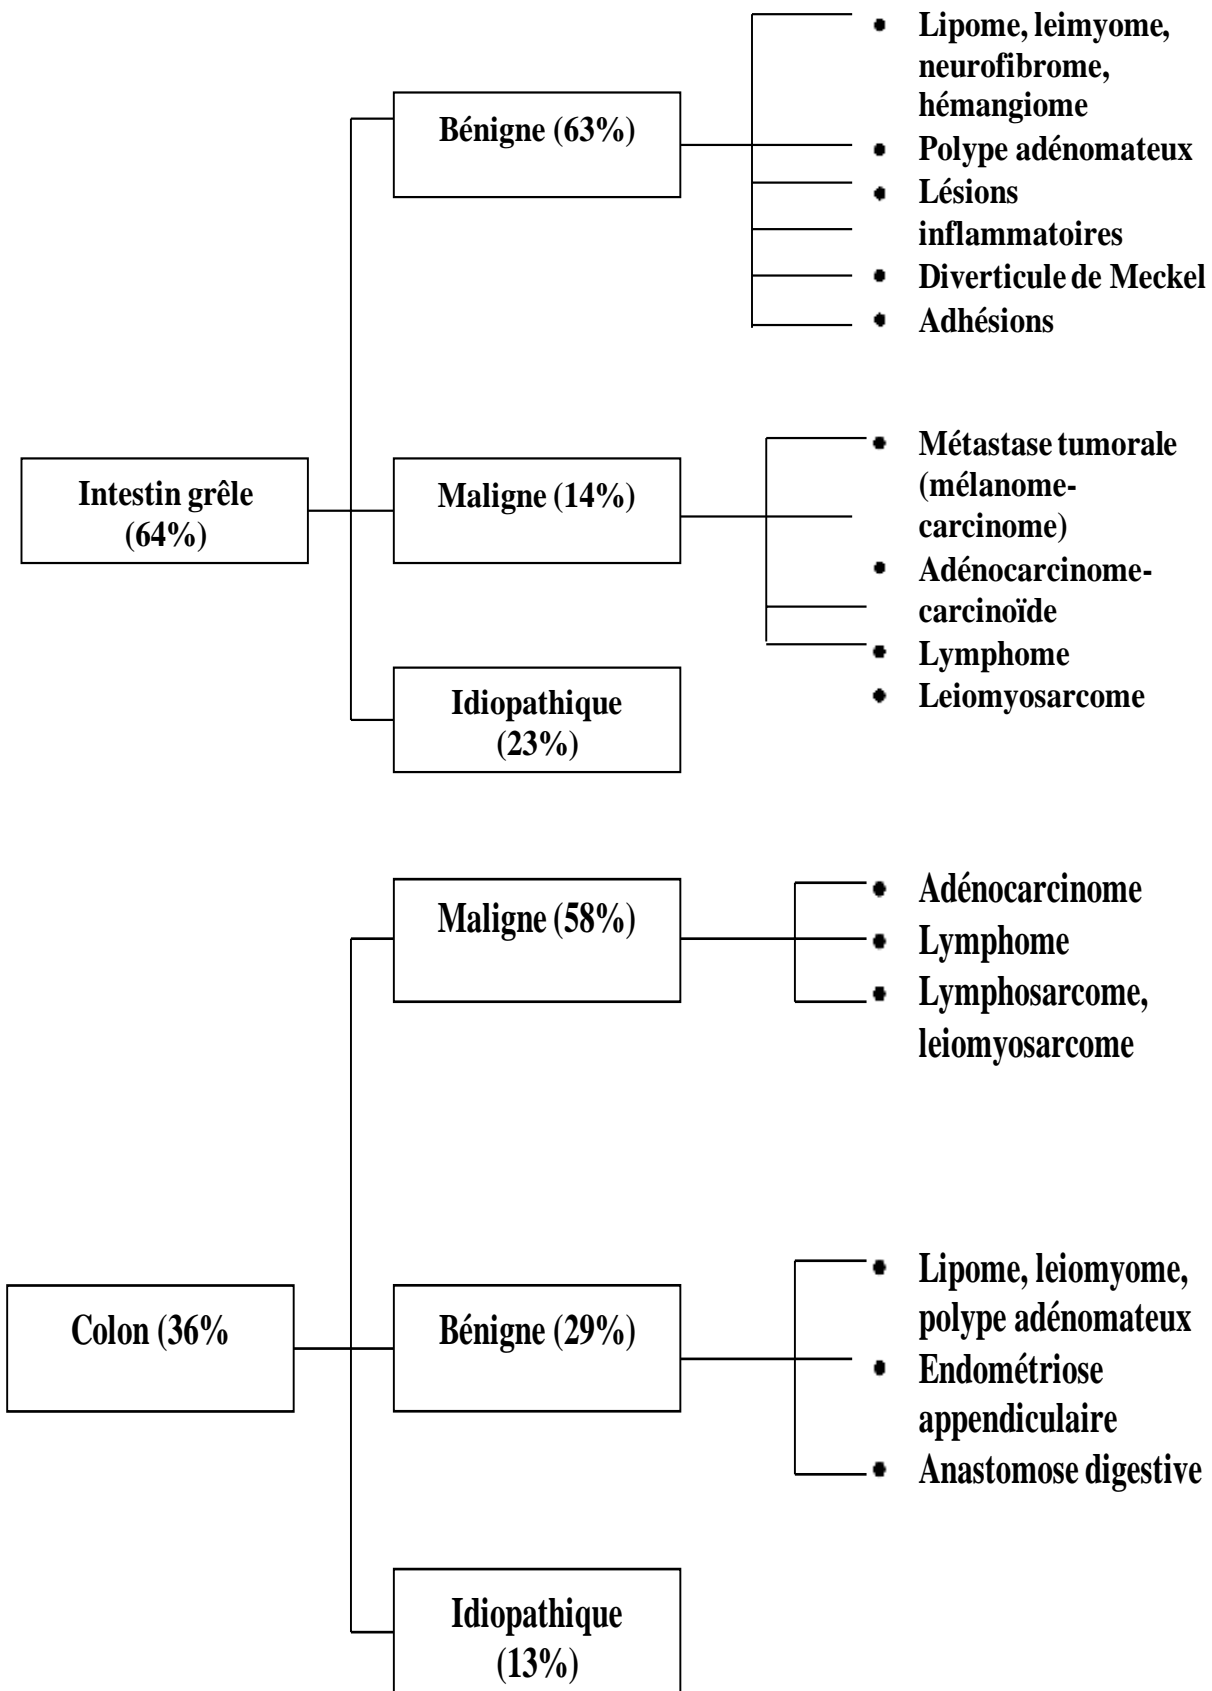 Intestin grêle
(64%)
Bénigne (63%)
• Lipome, leimyome,
neurofibrome,
hémangiome
• Polype adénomateux
• Lésions
inflammatoires
• Diverticule de Meckel
• Adhésions
Maligne (14%)
• Métastase tumorale
(mélanome-
carcinome)
• Adénocarcinome-
carcinoïde
• Lymphome
• Leiomyosarcome
Idiopathique
(23%)
Colon (36%
Maligne (58%)
• Adénocarcinome
• Lymphome
• Lymphosarcome,
leiomyosarcome
Bénigne (29%)
• Lipome, leiomyome,
polype adénomateux
• Endométriose
appendiculaire
• Anastomose digestive
Idiopathique
(13%)